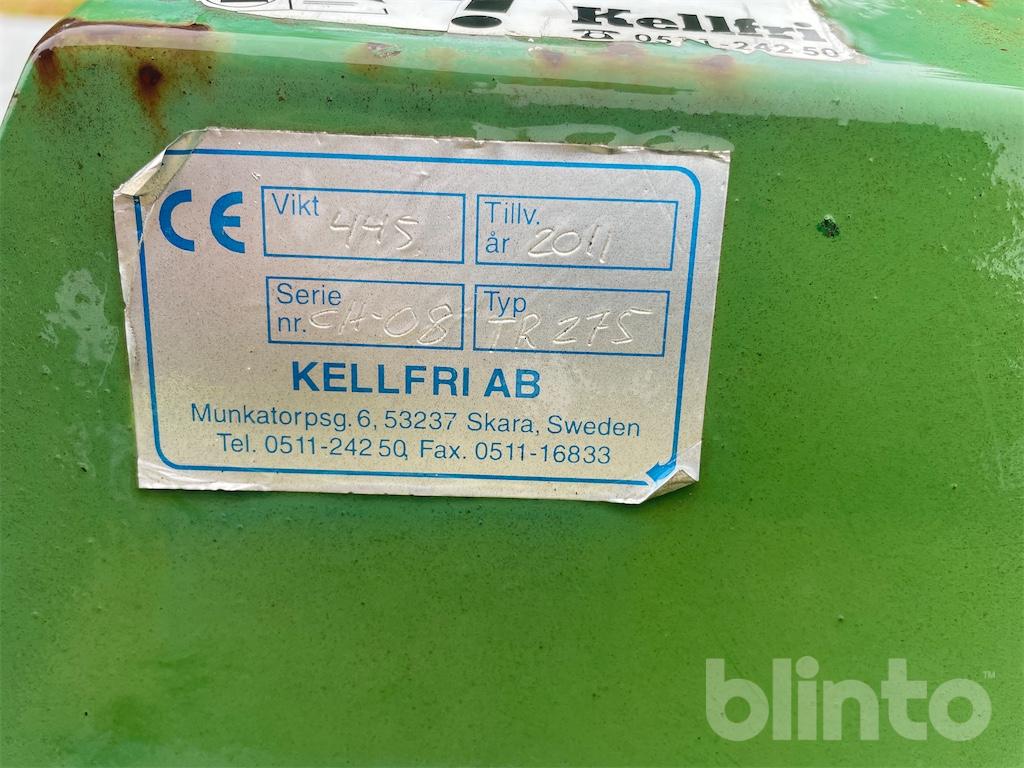 Kellfri
CE
Vikt 445
Tillv. år 2011
Serie nr. CH-08
Typ TR 275
KELLFRI AB
Munkatorpsg. 6, 53237 Skara, Sweden
Tel. 0511-242 50, Fax. 0511-16833
blinto™